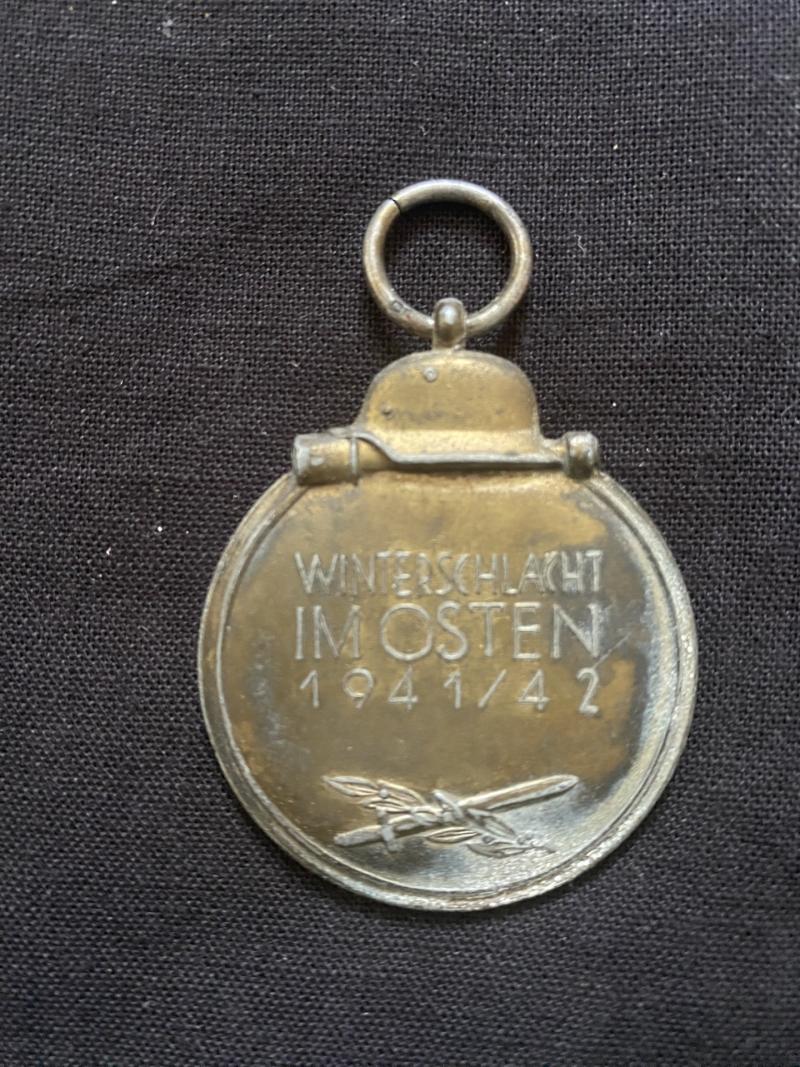 WINTERSCHLACHT
IM OSTEN
1941/42